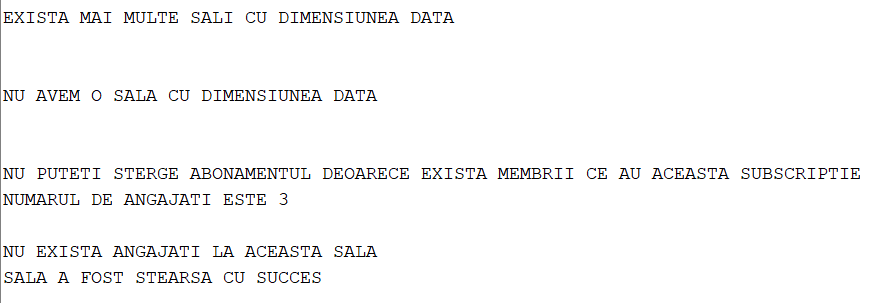 EXISTA MAI MULTE SALI CU DIMENSIUNEA DATA
NU AVEM O SALA CU DIMENSIUNEA DATA
NU PUTETI STERGE ABONAMENTUL DEOARECE EXISTA MEMBRII CE AU ACEASTA SUBSCRIPTIE
NUMARUL DE ANGAJATI ESTE 3
NU EXISTA ANGAJATI LA ACEASTA SALA
SALA A FOST STEARSA CU SUCCES